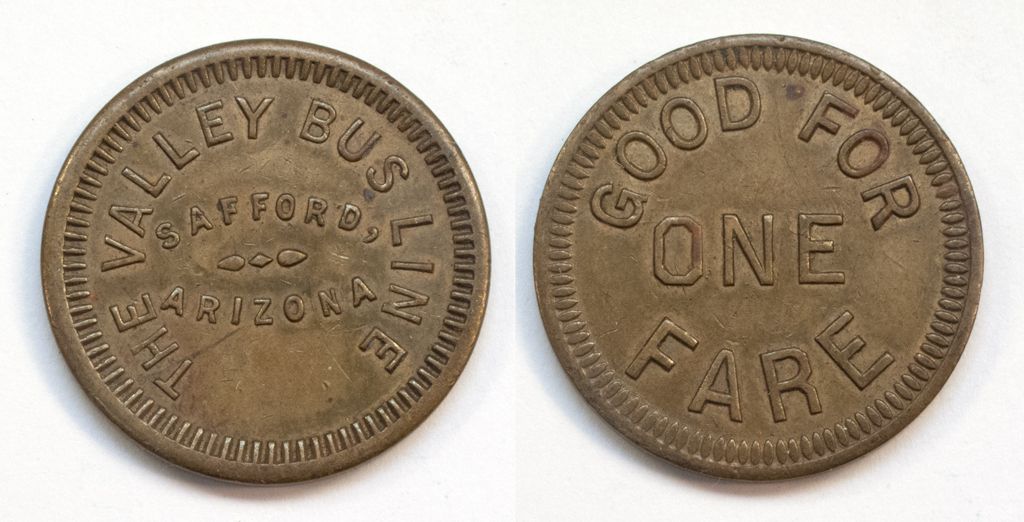 THE VALLEY BUS LINE
SAFFORD,
ARIZONA
GOOD FOR
ONE
FARE